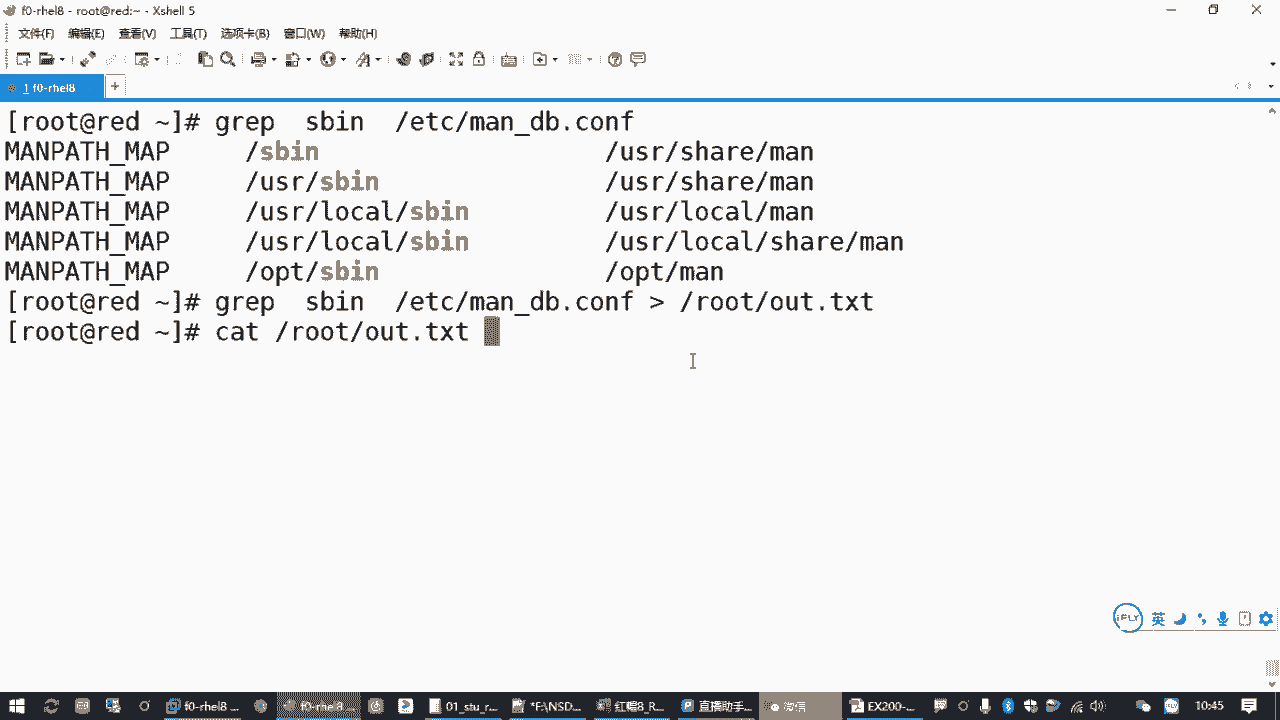 f0-rhel8 - root@red:~ - Xshell 5
文件(F) 编辑(E) 查看(V) 工具(T) 选项卡(B) 窗口(W) 帮助(H)
1 f0-rhel8 +
[root@red ~]# grep  sbin  /etc/man_db.conf
MANPATH_MAP     /sbin                   /usr/share/man
MANPATH_MAP     /usr/sbin               /usr/share/man
MANPATH_MAP     /usr/local/sbin         /usr/local/man
MANPATH_MAP     /usr/local/sbin         /usr/local/share/man
MANPATH_MAP     /opt/sbin               /opt/man
[root@red ~]# grep  sbin  /etc/man_db.conf > /root/out.txt
[root@red ~]# cat /root/out.txt
iFLY 英
f0-rhel8 ... f0-rhel8... 01_stu_r... *E\NSD... 红帽8_R... 直播助手... 微信 EX200-... 10:45